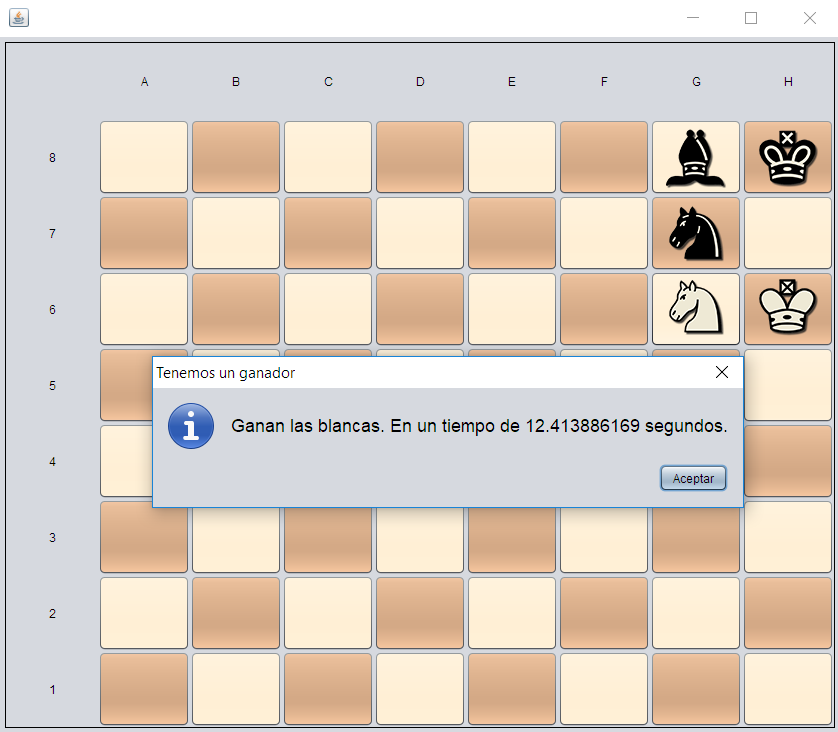 A B C D E F G H
8
7
6
Tenemos un ganador
5
Ganan las blancas. En un tiempo de 12.413886169 segundos.
4
Aceptar
3
2
1